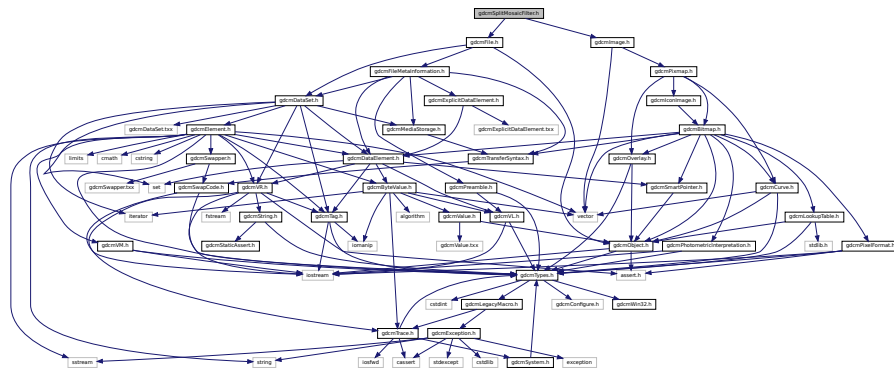 gdcmSplitMosaicFilter.h
gdcmFile.h
gdcmImage.h
gdcmFileMetaInformation.h
gdcmPixmap.h
gdcmDataSet.h
gdcmExplicitDataElement.h
gdcmIconImage.h
gdcmDataSet.txx
gdcmElement.h
gdcmMediaStorage.h
gdcmExplicitDataElement.txx
gdcmBitmap.h
limits
cmath
cstring
gdcmSwapper.h
gdcmDataElement.h
gdcmTransferSyntax.h
gdcmOverlay.h
gdcmSwapper.txx
set
gdcmSwapCode.h
gdcmVR.h
gdcmByteValue.h
gdcmPreamble.h
gdcmSmartPointer.h
gdcmCurve.h
iterator
fstream
gdcmString.h
gdcmTag.h
algorithm
gdcmValue.h
gdcmVL.h
vector
gdcmLookupTable.h
gdcmVM.h
gdcmStaticAssert.h
iomanip
gdcmValue.txx
gdcmObject.h
gdcmPhotometricInterpretation.h
stdlib.h
gdcmPixelFormat.h
iostream
gdcmTypes.h
assert.h
cstdint
gdcmLegacyMacro.h
gdcmConfigure.h
gdcmWin32.h
gdcmTrace.h
gdcmException.h
sstream
string
iosfwd
cassert
stdexcept
cstdlib
gdcmSystem.h
exception